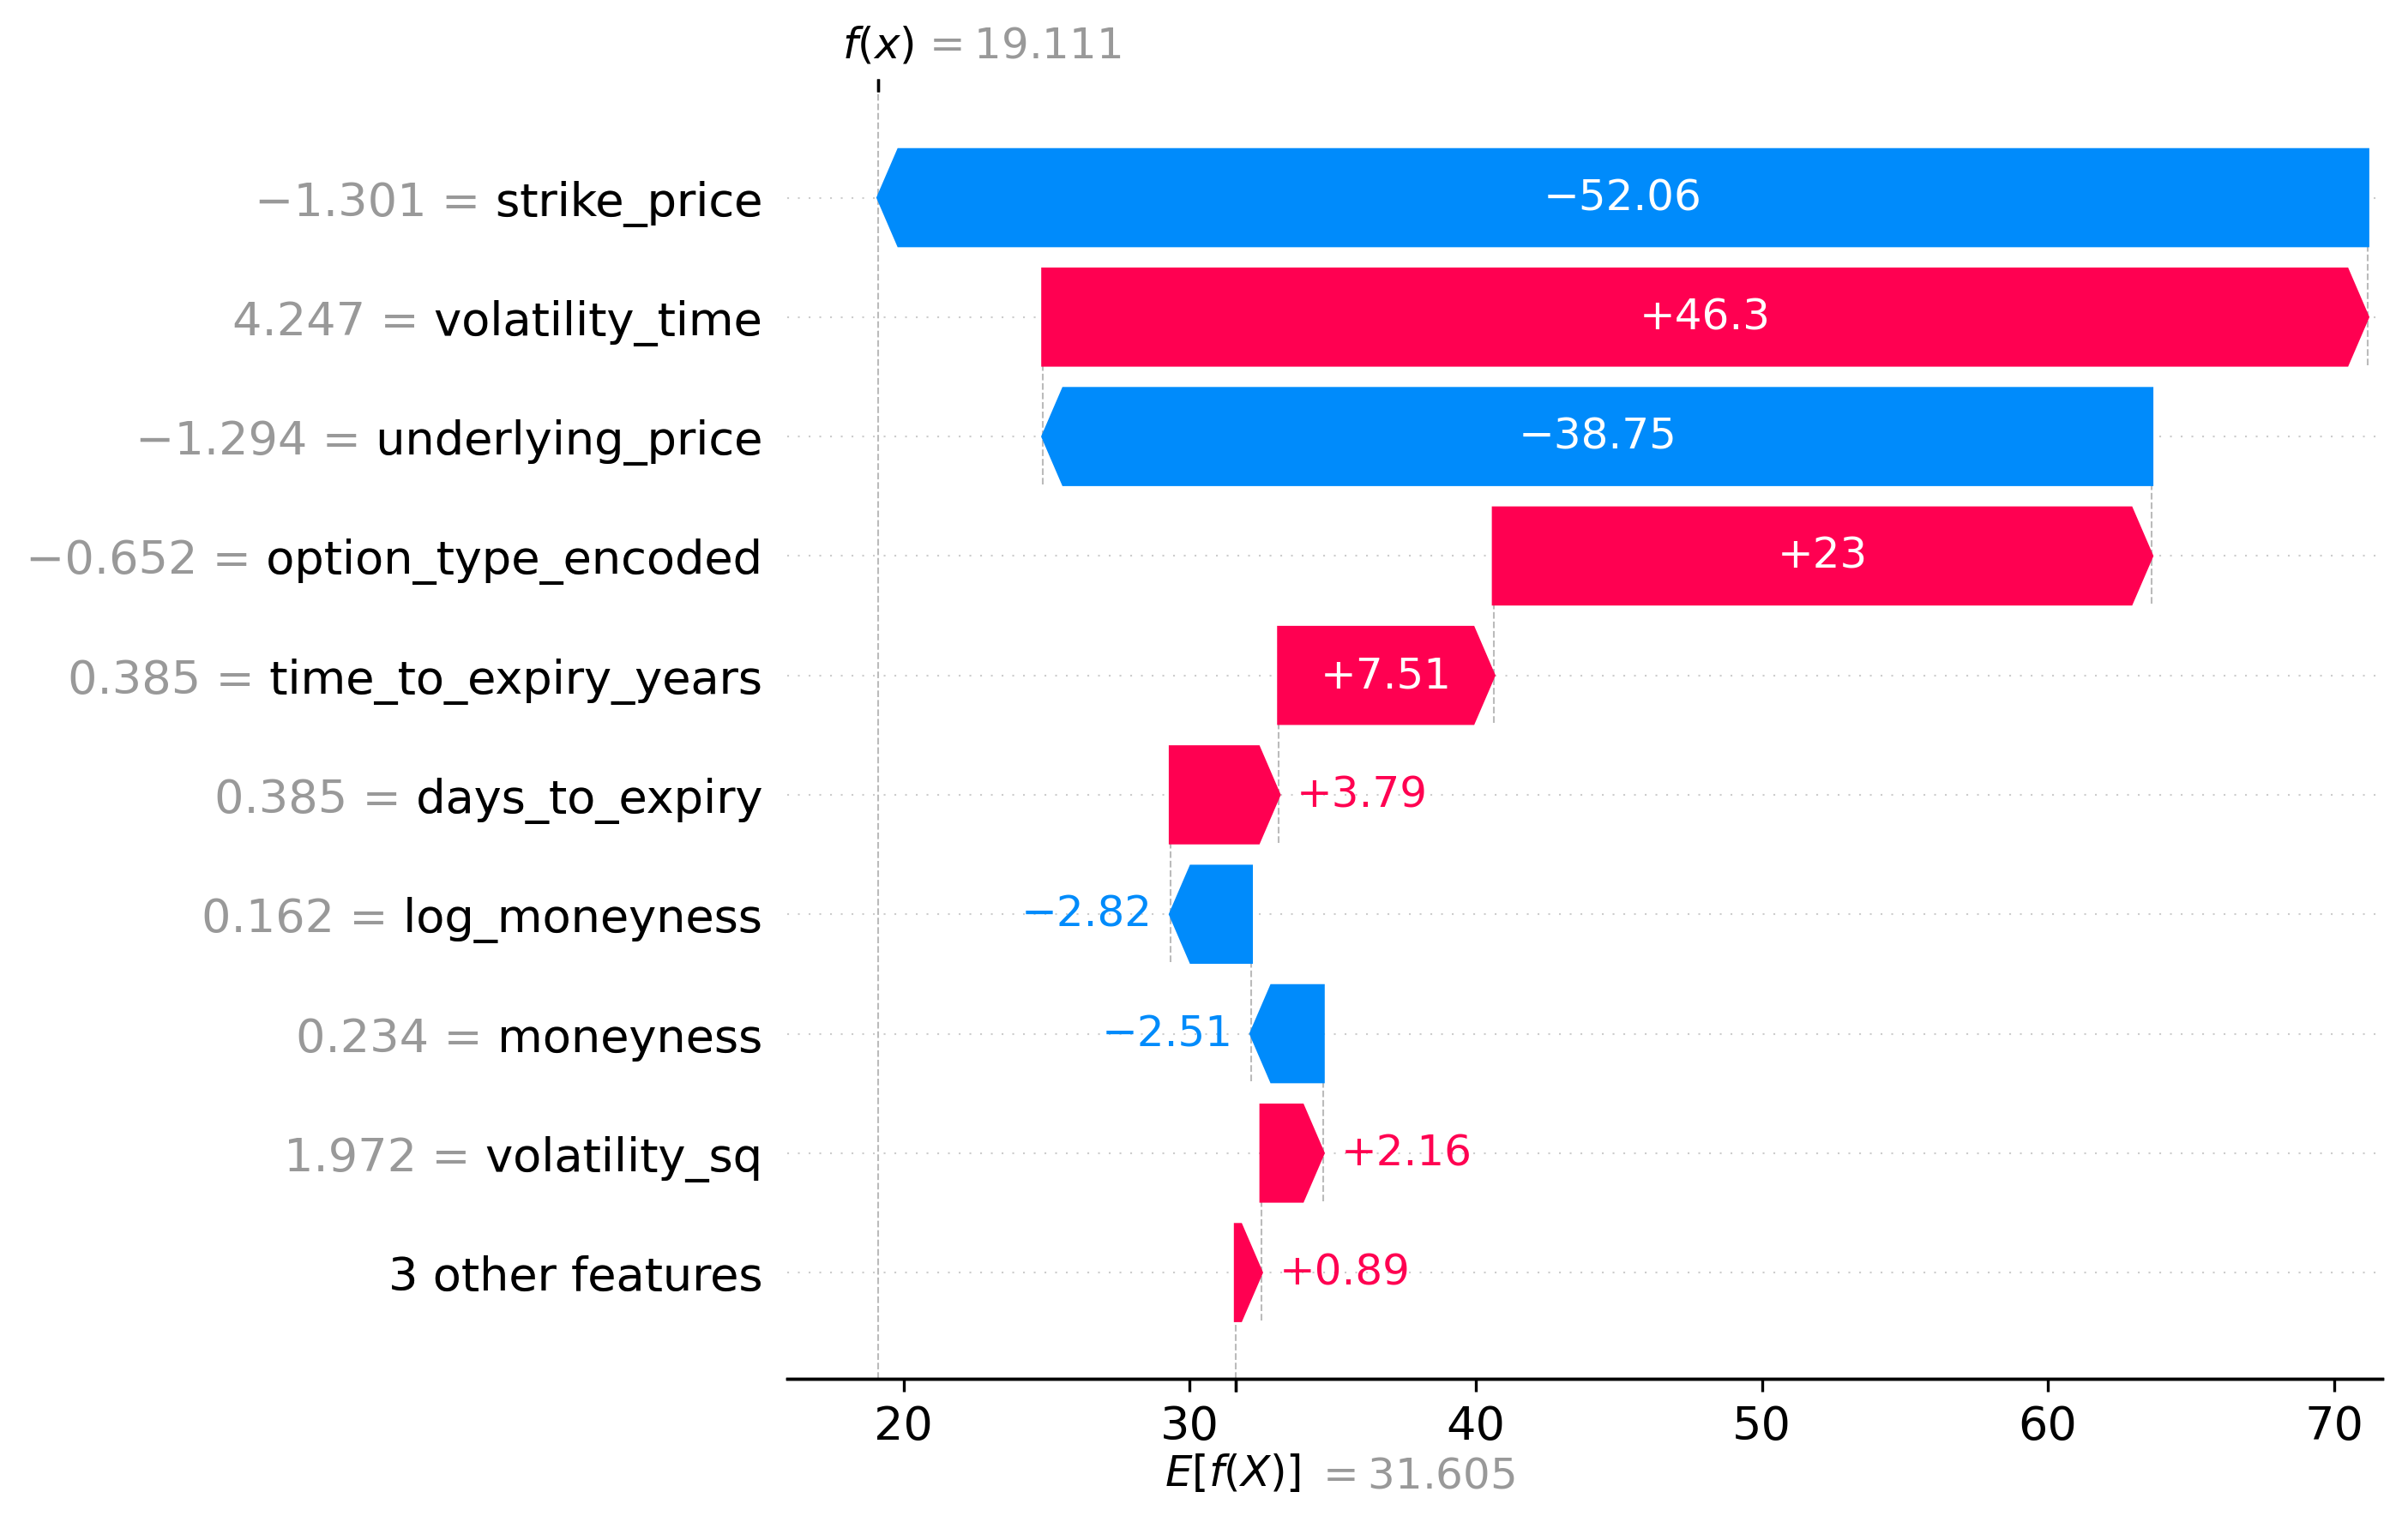 f(x) = 19.111
−1.301 = strike_price −52.06
4.247 = volatility_time +46.3
−1.294 = underlying_price −38.75
−0.652 = option_type_encoded +23
0.385 = time_to_expiry_years +7.51
0.385 = days_to_expiry +3.79
0.162 = log_moneyness −2.82
0.234 = moneyness −2.51
1.972 = volatility_sq +2.16
3 other features +0.89
20 30 40 50 60 70
E[f(X)] = 31.605